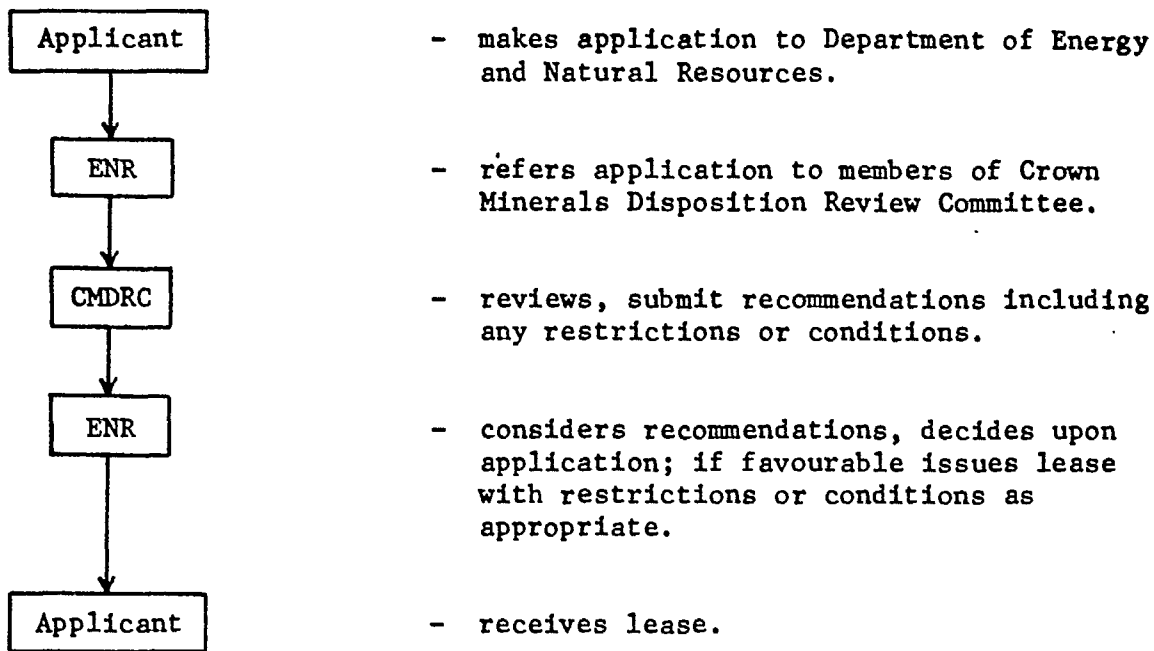 Applicant - makes application to Department of Energy
and Natural Resources.
ENR - refers application to members of Crown
Minerals Disposition Review Committee.
CMDRC - reviews, submit recommendations including
any restrictions or conditions.
ENR - considers recommendations, decides upon
application; if favourable issues lease
with restrictions or conditions as
appropriate.
Applicant - receives lease.